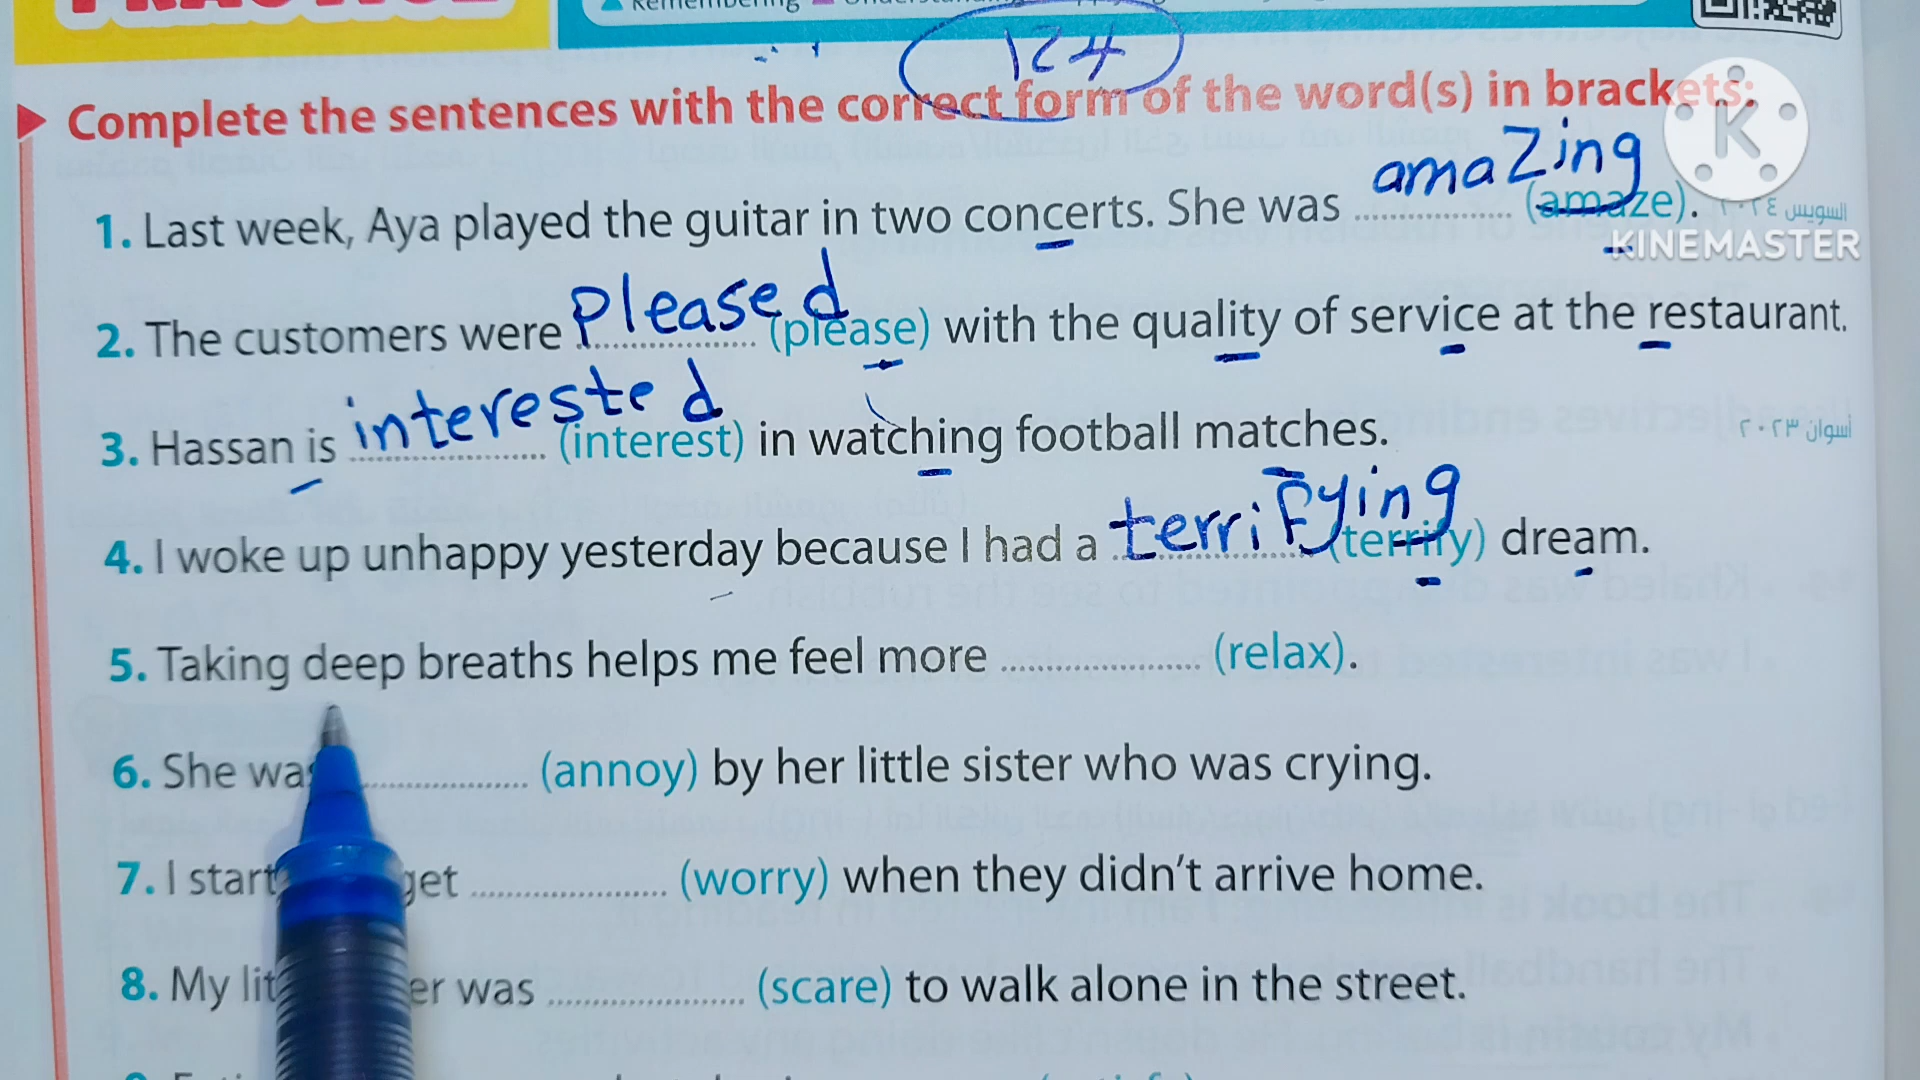 124
Complete the sentences with the correct form of the word(s) in brackets:
1. Last week, Aya played the guitar in two concerts. She was amazing (amaze). السويس ٢٠٢٤
KINEMASTER
2. The customers were pleased (please) with the quality of service at the restaurant.
3. Hassan is interested (interest) in watching football matches. أسوان ٢٠٢٣
4. I woke up unhappy yesterday because I had a terrifying (terrify) dream.
5. Taking deep breaths helps me feel more .................... (relax).
6. She was .................... (annoy) by her little sister who was crying.
7. I start get .................... (worry) when they didn't arrive home.
8. My lit er was .................... (scare) to walk alone in the street.